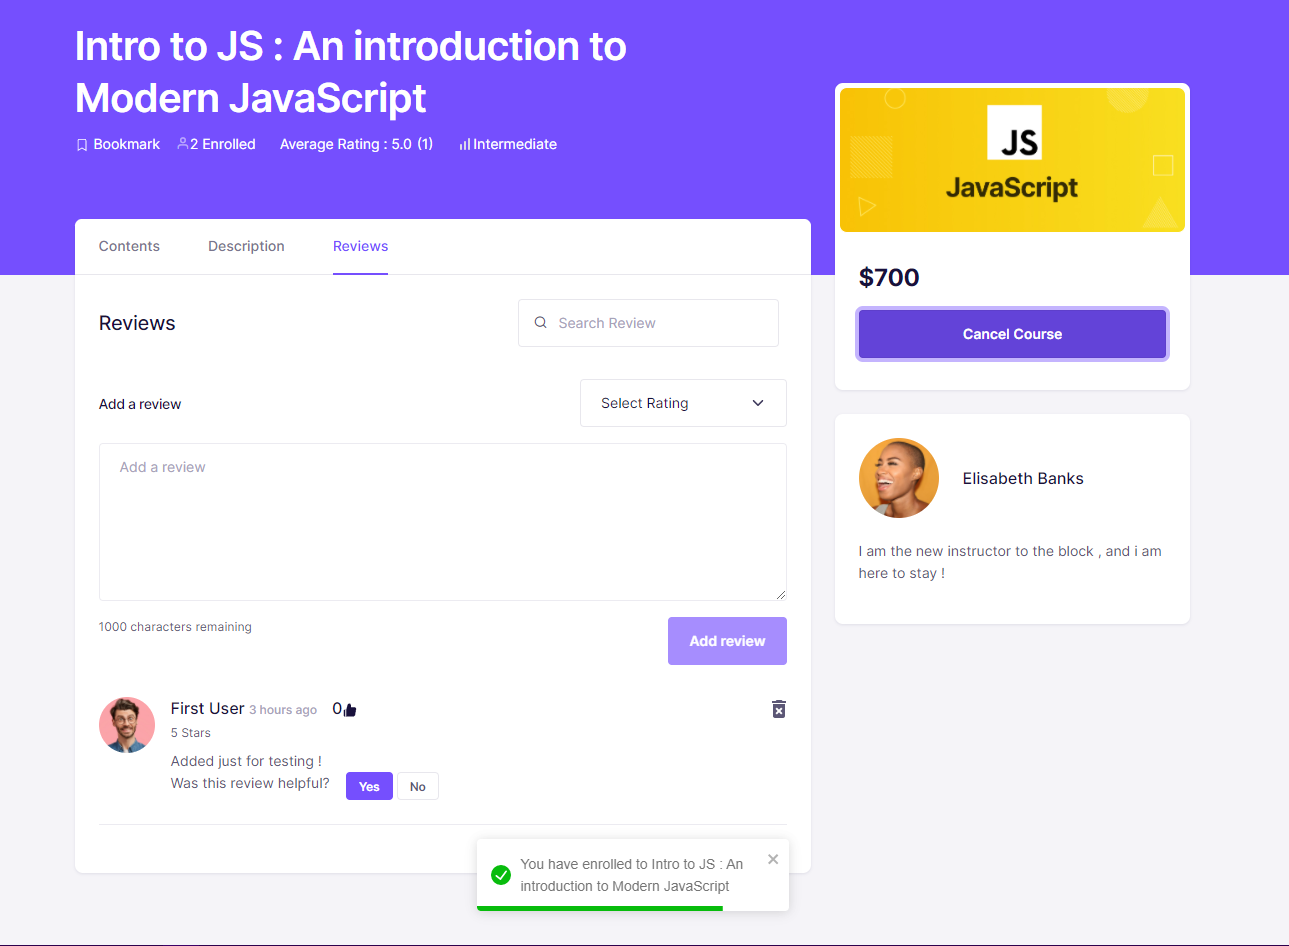 Intro to JS : An introduction to
Modern JavaScript
Bookmark 2 Enrolled Average Rating : 5.0 (1) Intermediate
JS
JavaScript
Contents Description Reviews
$700
Reviews
Search Review
Cancel Course
Add a review
Select Rating
Add a review
Elisabeth Banks
I am the new instructor to the block , and i am
here to stay !
1000 characters remaining
Add review
First User 3 hours ago 0
5 Stars
Added just for testing !
Was this review helpful? Yes No
You have enrolled to Intro to JS : An
introduction to Modern JavaScript